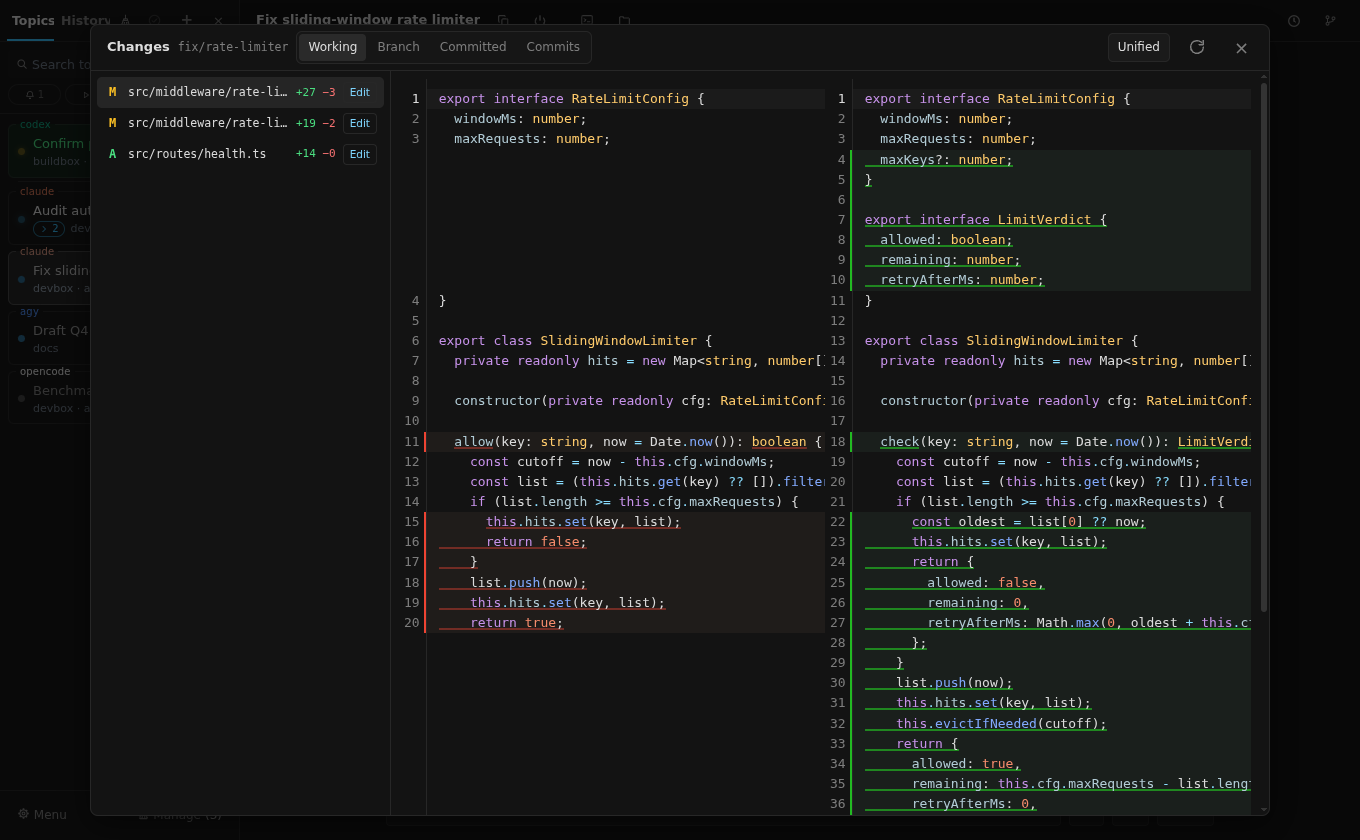 Topics History
Fix sliding-window rate limiter
Search to
1
codex
Confirm
buildbox ·
claude
Audit aut
2 dev
claude
Fix slidin
devbox · a
agy
Draft Q4
docs
opencode
Benchma
devbox · a
Menu
Manage (3)
Changes fix/rate-limiter Working Branch Committed Commits Unified
M src/middleware/rate-li… +27 −3 Edit
M src/middleware/rate-li… +19 −2 Edit
A src/routes/health.ts +14 −0 Edit
1 export interface RateLimitConfig {
2 windowMs: number;
3 maxRequests: number;
4 }
5
6 export class SlidingWindowLimiter {
7 private readonly hits = new Map<string, number[]
8
9 constructor(private readonly cfg: RateLimitConfi
10
11 allow(key: string, now = Date.now()): boolean {
12 const cutoff = now - this.cfg.windowMs;
13 const list = (this.hits.get(key) ?? []).filter
14 if (list.length >= this.cfg.maxRequests) {
15 this.hits.set(key, list);
16 return false;
17 }
18 list.push(now);
19 this.hits.set(key, list);
20 return true;
1 export interface RateLimitConfig {
2 windowMs: number;
3 maxRequests: number;
4 maxKeys?: number;
5 }
6
7 export interface LimitVerdict {
8 allowed: boolean;
9 remaining: number;
10 retryAfterMs: number;
11 }
12
13 export class SlidingWindowLimiter {
14 private readonly hits = new Map<string, number[]
15
16 constructor(private readonly cfg: RateLimitConfi
17
18 check(key: string, now = Date.now()): LimitVerdi
19 const cutoff = now - this.cfg.windowMs;
20 const list = (this.hits.get(key) ?? []).filter
21 if (list.length >= this.cfg.maxRequests) {
22 const oldest = list[0] ?? now;
23 this.hits.set(key, list);
24 return {
25 allowed: false,
26 remaining: 0,
27 retryAfterMs: Math.max(0, oldest + this.cf
28 };
29 }
30 list.push(now);
31 this.hits.set(key, list);
32 this.evictIfNeeded(cutoff);
33 return {
34 allowed: true,
35 remaining: this.cfg.maxRequests - list.lengt
36 retryAfterMs: 0,